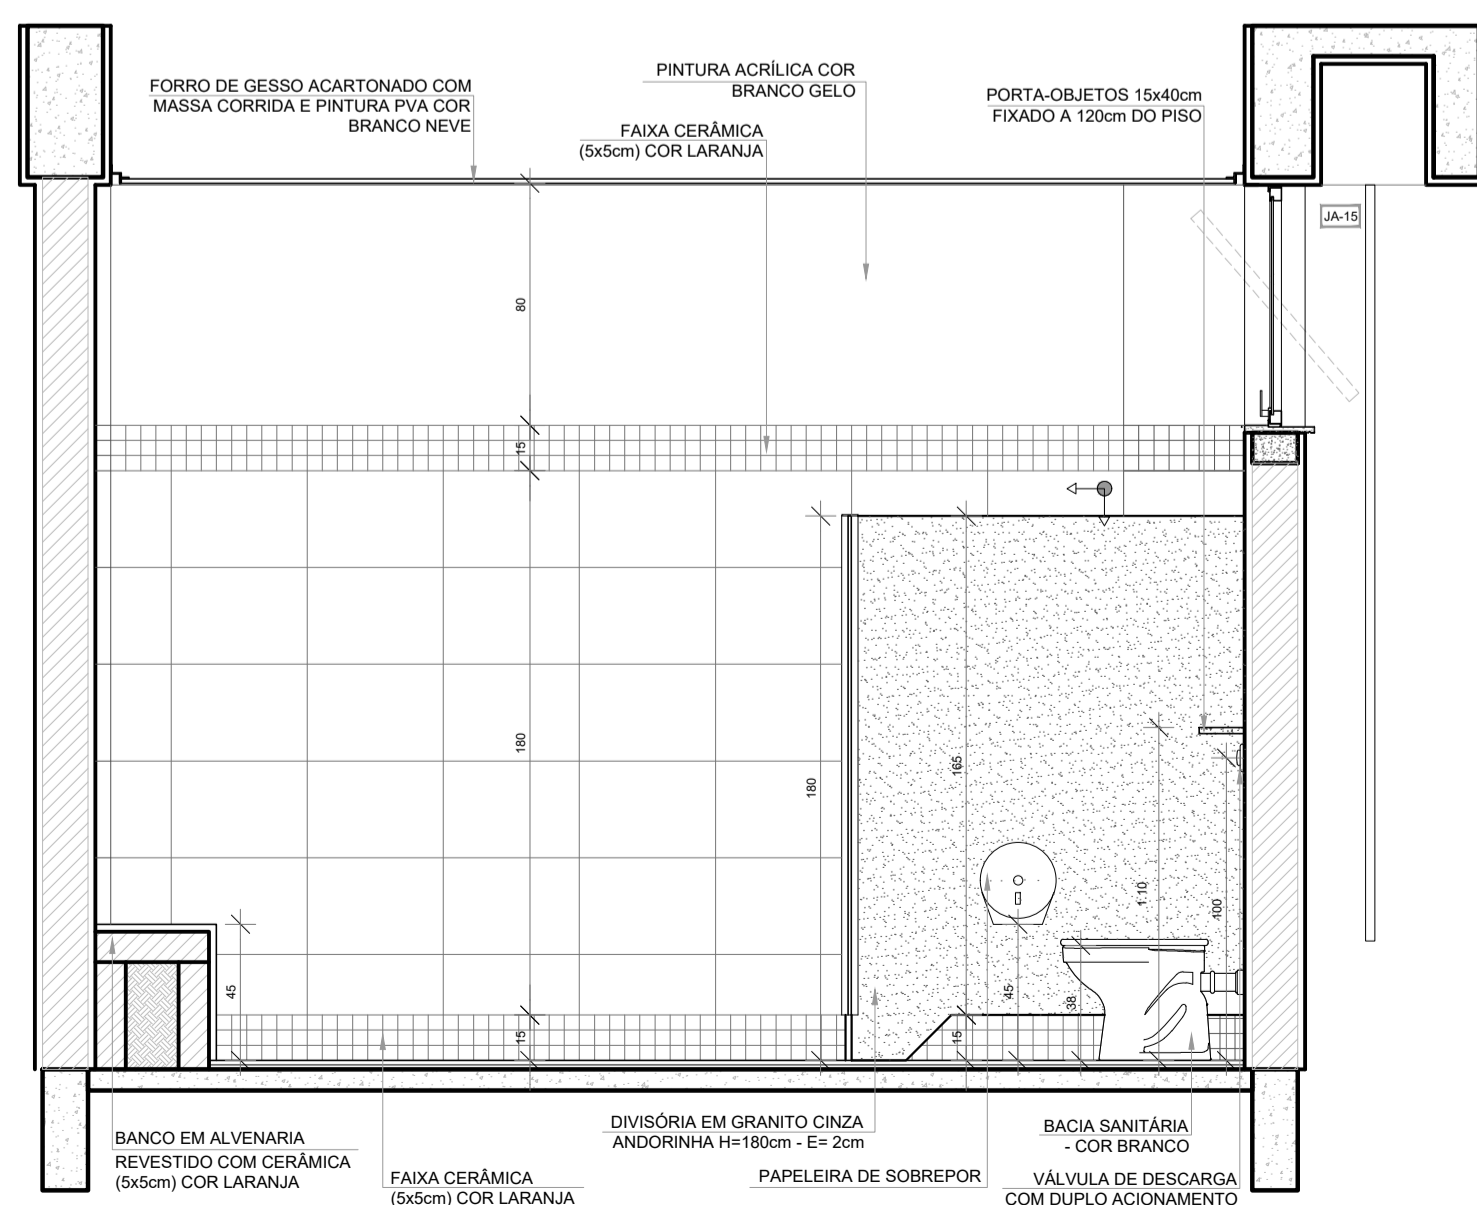 FORRO DE GESSO ACARTONADO COM
MASSA CORRIDA E PINTURA PVA COR
BRANCO NEVE
PINTURA ACRÍLICA COR
BRANCO GELO
FAIXA CERÂMICA
(5x5cm) COR LARANJA
PORTA-OBJETOS 15x40cm
FIXADO A 120cm DO PISO
JA-15
80
15
180
180
165
110
100
45
45
38
15
15
BANCO EM ALVENARIA
REVESTIDO COM CERÂMICA
(5x5cm) COR LARANJA
FAIXA CERÂMICA
(5x5cm) COR LARANJA
DIVISÓRIA EM GRANITO CINZA
ANDORINHA H=180cm - E= 2cm
PAPELEIRA DE SOBREPOR
BACIA SANITÁRIA
- COR BRANCO
VÁLVULA DE DESCARGA
COM DUPLO ACIONAMENTO